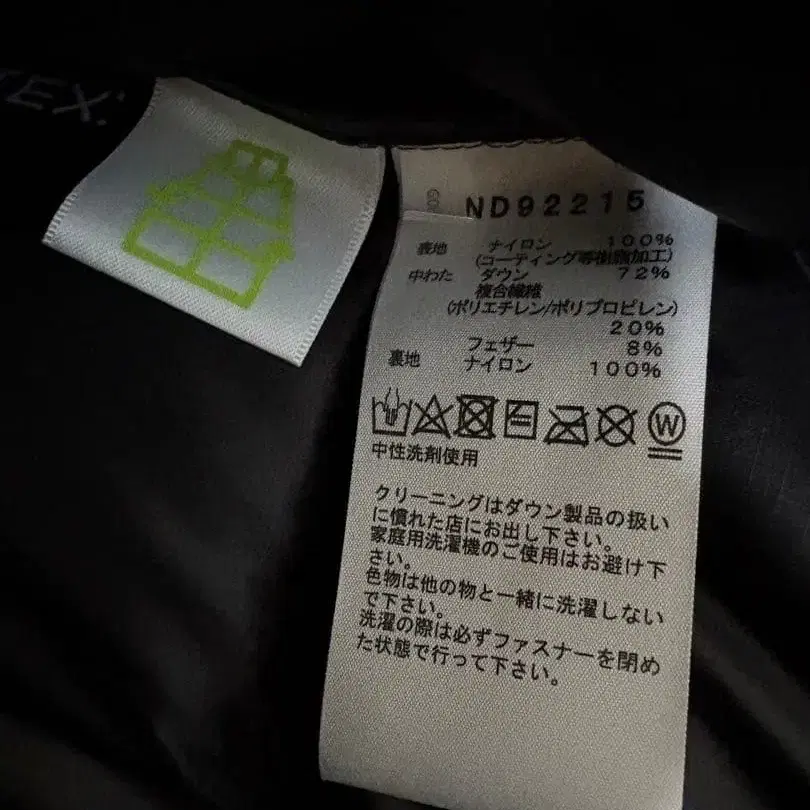 TEX
ND92215
表地 ナイロン 100%
(コーティング等樹脂加工)
中わた ダウン 72%
複合繊維
(ポリエチレン/ポリプロピレン)
20%
フェザー 8%
裏地 ナイロン 100%
W
中性洗剤使用
クリーニングはダウン製品の扱い
に慣れた店にお出し下さい。
家庭用洗濯機のご使用はお避け下
さい。
色物は他の物と一緒に洗濯しない
で下さい。
洗濯の際は必ずファスナーを閉め
た状態で行って下さい。